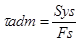 τadm = Sys / Fs